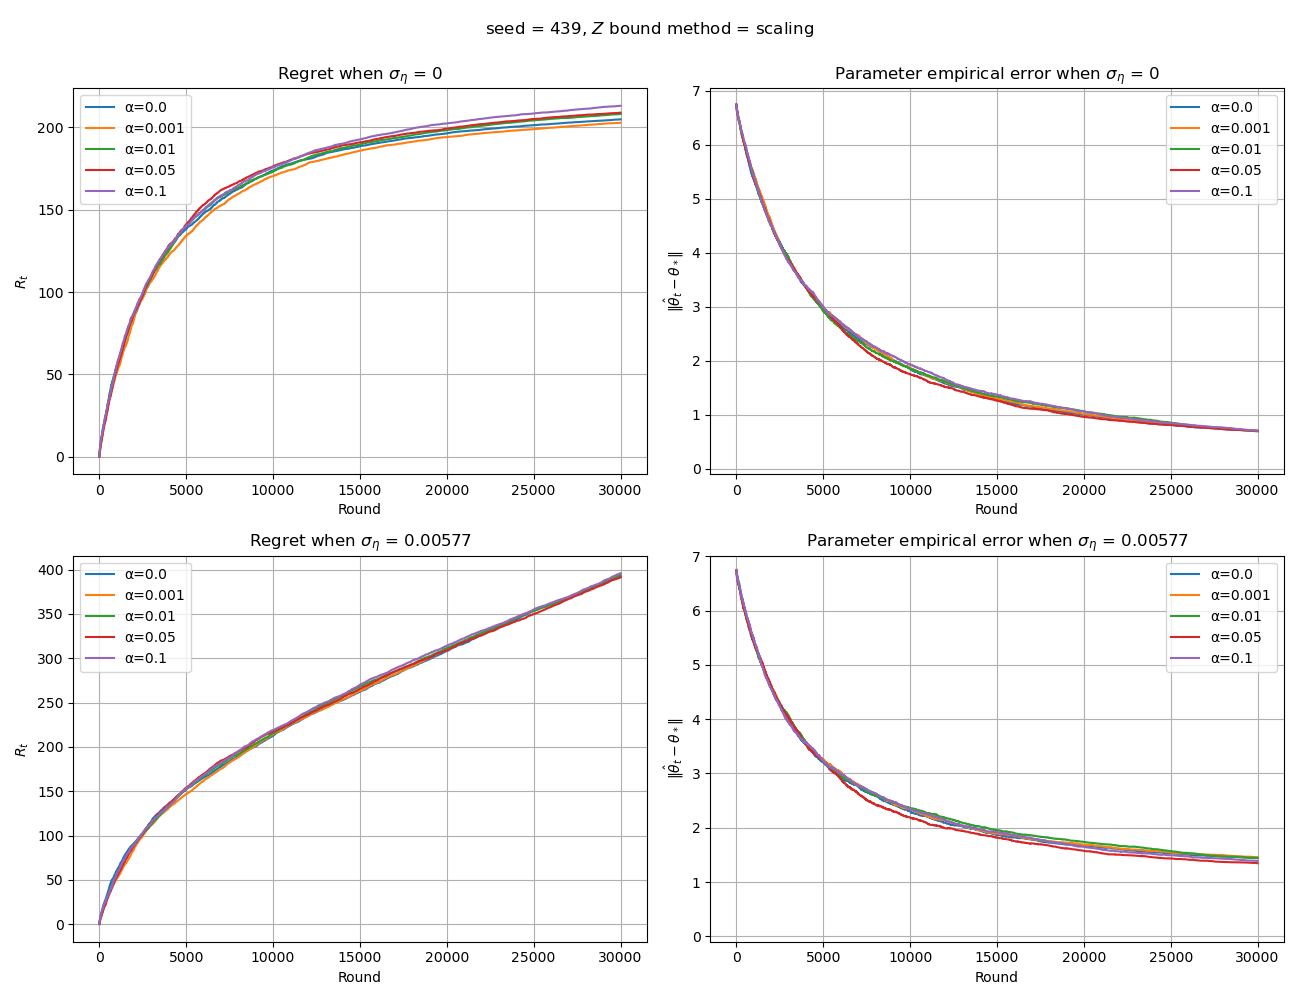 seed = 439, Z bound method = scaling
Regret when σ_η = 0
200
150
100
50
0
R_t
α=0.0
α=0.001
α=0.01
α=0.05
α=0.1
0 5000 10000 15000 20000 25000 30000
Round
Parameter empirical error when σ_η = 0
7
6
5
4
3
2
1
0
‖θ̂_t − θ_*‖
α=0.0
α=0.001
α=0.01
α=0.05
α=0.1
0 5000 10000 15000 20000 25000 30000
Round
Regret when σ_η = 0.00577
400
350
300
250
200
150
100
50
0
R_t
α=0.0
α=0.001
α=0.01
α=0.05
α=0.1
0 5000 10000 15000 20000 25000 30000
Round
Parameter empirical error when σ_η = 0.00577
7
6
5
4
3
2
1
0
‖θ̂_t − θ_*‖
α=0.0
α=0.001
α=0.01
α=0.05
α=0.1
0 5000 10000 15000 20000 25000 30000
Round